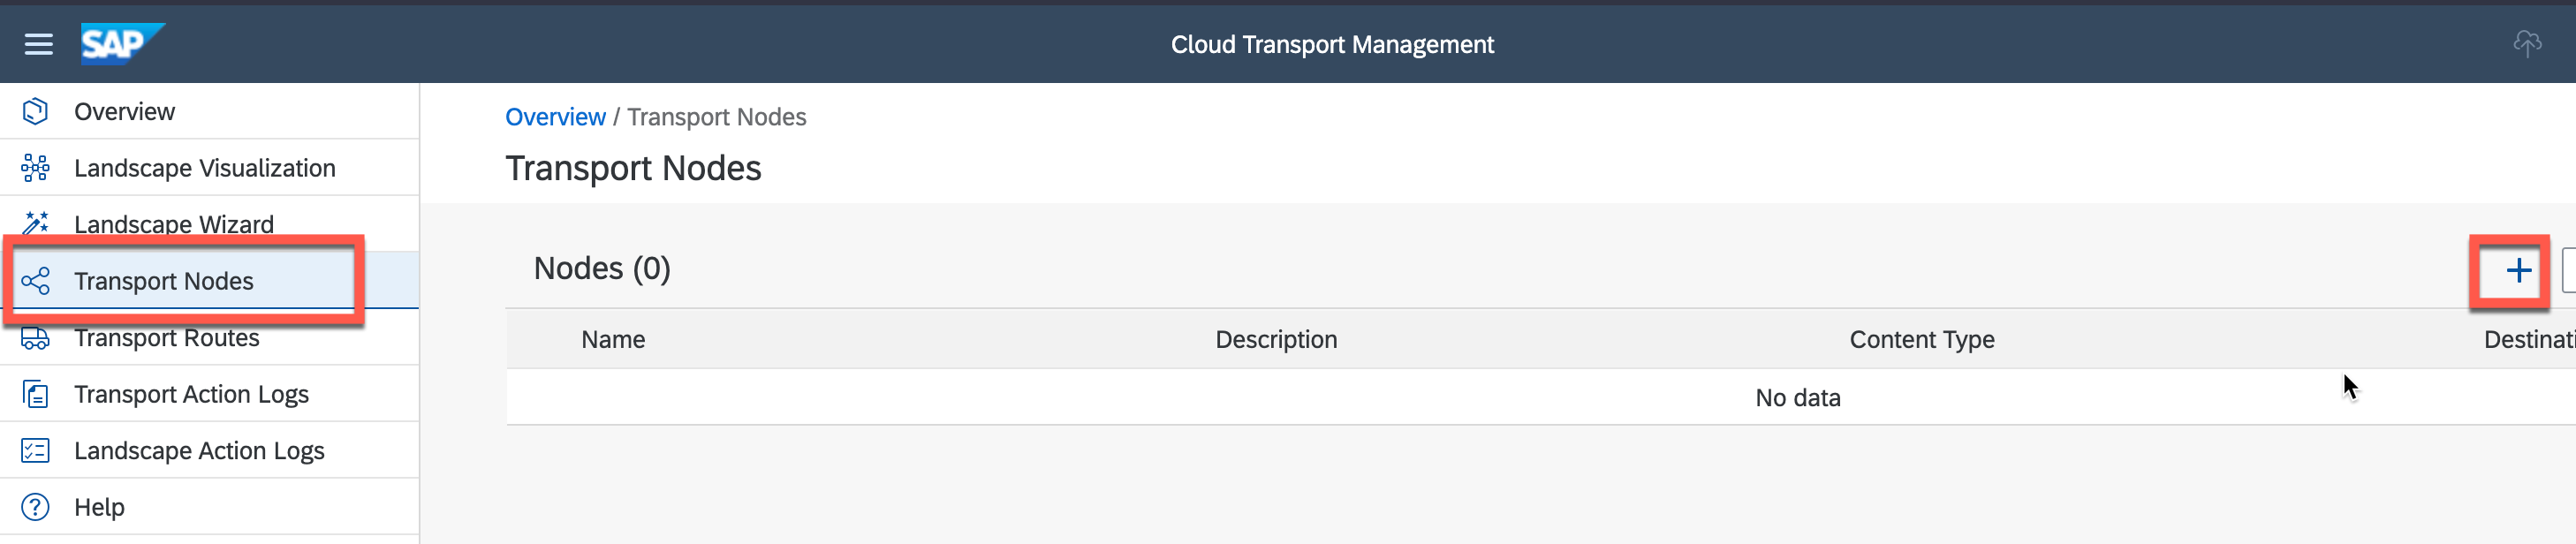 SAP
Cloud Transport Management
Overview
Landscape Visualization
Landscape Wizard
Transport Nodes
Transport Routes
Transport Action Logs
Landscape Action Logs
Help
Overview / Transport Nodes
Transport Nodes
Nodes (0)
Name Description Content Type Destinati
No data